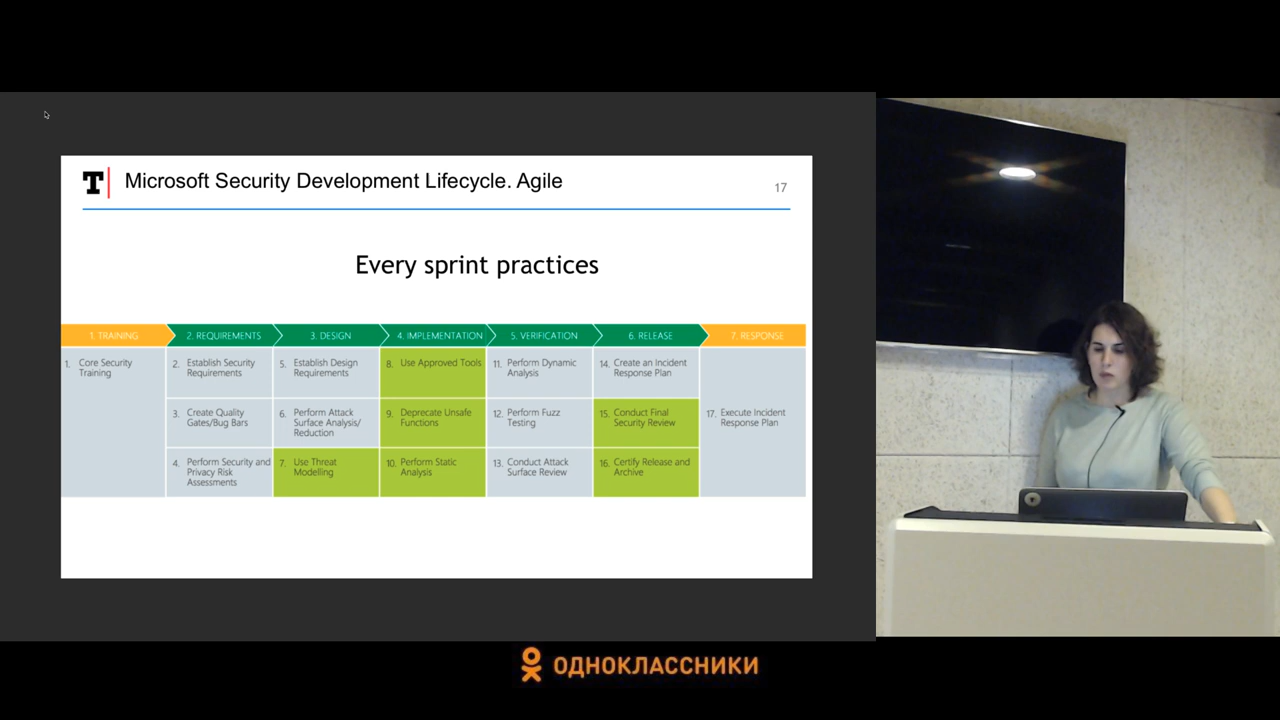 T
Microsoft Security Development Lifecycle. Agile
17
Every sprint practices
1. TRAINING
2. REQUIREMENTS
3. DESIGN
4. IMPLEMENTATION
5. VERIFICATION
6. RELEASE
7. RESPONSE
1. Core Security
Training
2. Establish Security
Requirements
3. Create Quality
Gates/Bug Bars
4. Perform Security and
Privacy Risk
Assessments
5. Establish Design
Requirements
6. Perform Attack
Surface Analysis/
Reduction
7. Use Threat
Modelling
8. Use Approved Tools
9. Deprecate Unsafe
Functions
10. Perform Static
Analysis
11. Perform Dynamic
Analysis
12. Perform Fuzz
Testing
13. Conduct Attack
Surface Review
14. Create an Incident
Response Plan
15. Conduct Final
Security Review
16. Certify Release and
Archive
17. Execute Incident
Response Plan
ОДНОКЛАССНИКИ